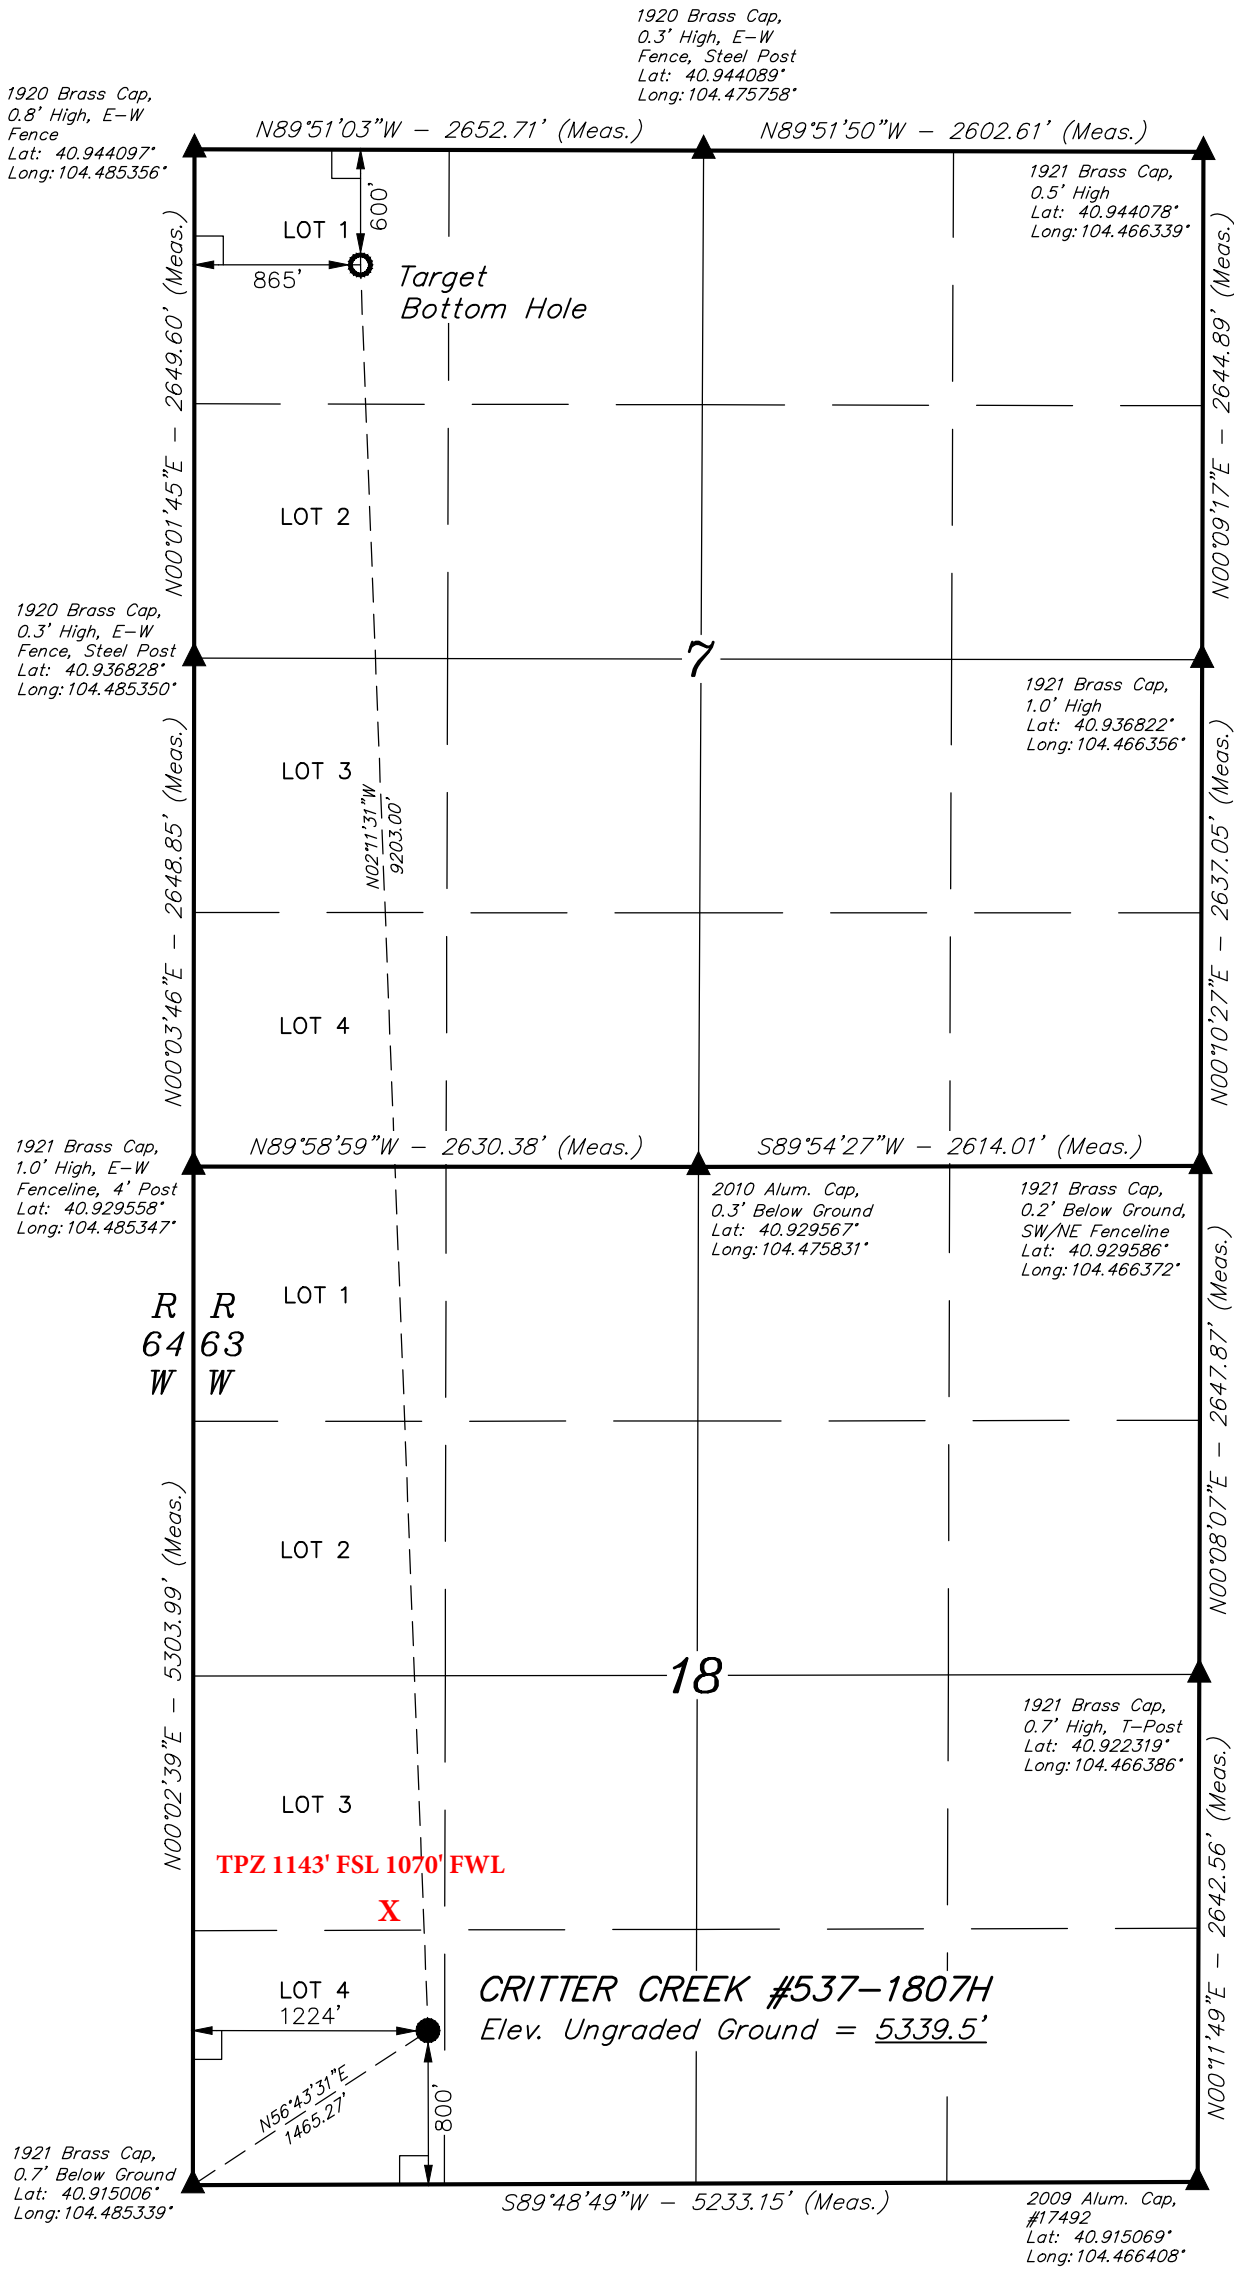 1920 Brass Cap,
0.3' High, E-W
Fence, Steel Post
Lat: 40.944089°
Long: 104.475758°
1920 Brass Cap,
0.8' High, E-W
Fence
Lat: 40.944097°
Long: 104.485356°
N89°51'03"W - 2652.71' (Meas.)
N89°51'50"W - 2602.61' (Meas.)
1921 Brass Cap,
0.5' High
Lat: 40.944078°
Long: 104.466339°
LOT 1
600'
865'
Target
Bottom Hole
N00°01'45"E - 2649.60' (Meas.)
N00°09'17"E - 2644.89' (Meas.)
LOT 2
1920 Brass Cap,
0.3' High, E-W
Fence, Steel Post
Lat: 40.936828°
Long: 104.485350°
7
1921 Brass Cap,
1.0' High
Lat: 40.936822°
Long: 104.466356°
LOT 3
N02°11'31"W
9203.00'
N00°03'46"E - 2648.85' (Meas.)
N00°10'27"E - 2637.05' (Meas.)
LOT 4
N89°58'59"W - 2630.38' (Meas.)
S89°54'27"W - 2614.01' (Meas.)
1921 Brass Cap,
1.0' High, E-W
Fenceline, 4' Post
Lat: 40.929558°
Long: 104.485347°
2010 Alum. Cap,
0.3' Below Ground
Lat: 40.929567°
Long: 104.475831°
1921 Brass Cap,
0.2' Below Ground,
SW/NE Fenceline
Lat: 40.929586°
Long: 104.466372°
LOT 1
R R
64 63
W W
N00°08'07"E - 2647.87' (Meas.)
LOT 2
N00°02'39"E - 5303.99' (Meas.)
18
1921 Brass Cap,
0.7' High, T-Post
Lat: 40.922319°
Long: 104.466386°
LOT 3
TPZ 1143' FSL 1070' FWL
X
N00°11'49"E - 2642.56' (Meas.)
LOT 4
1224'
CRITTER CREEK #537-1807H
Elev. Ungraded Ground = 5339.5'
N56°43'31"E
1465.27'
800'
1921 Brass Cap,
0.7' Below Ground
Lat: 40.915006°
Long: 104.485339°
S89°48'49"W - 5233.15' (Meas.)
2009 Alum. Cap,
#17492
Lat: 40.915069°
Long: 104.466408°